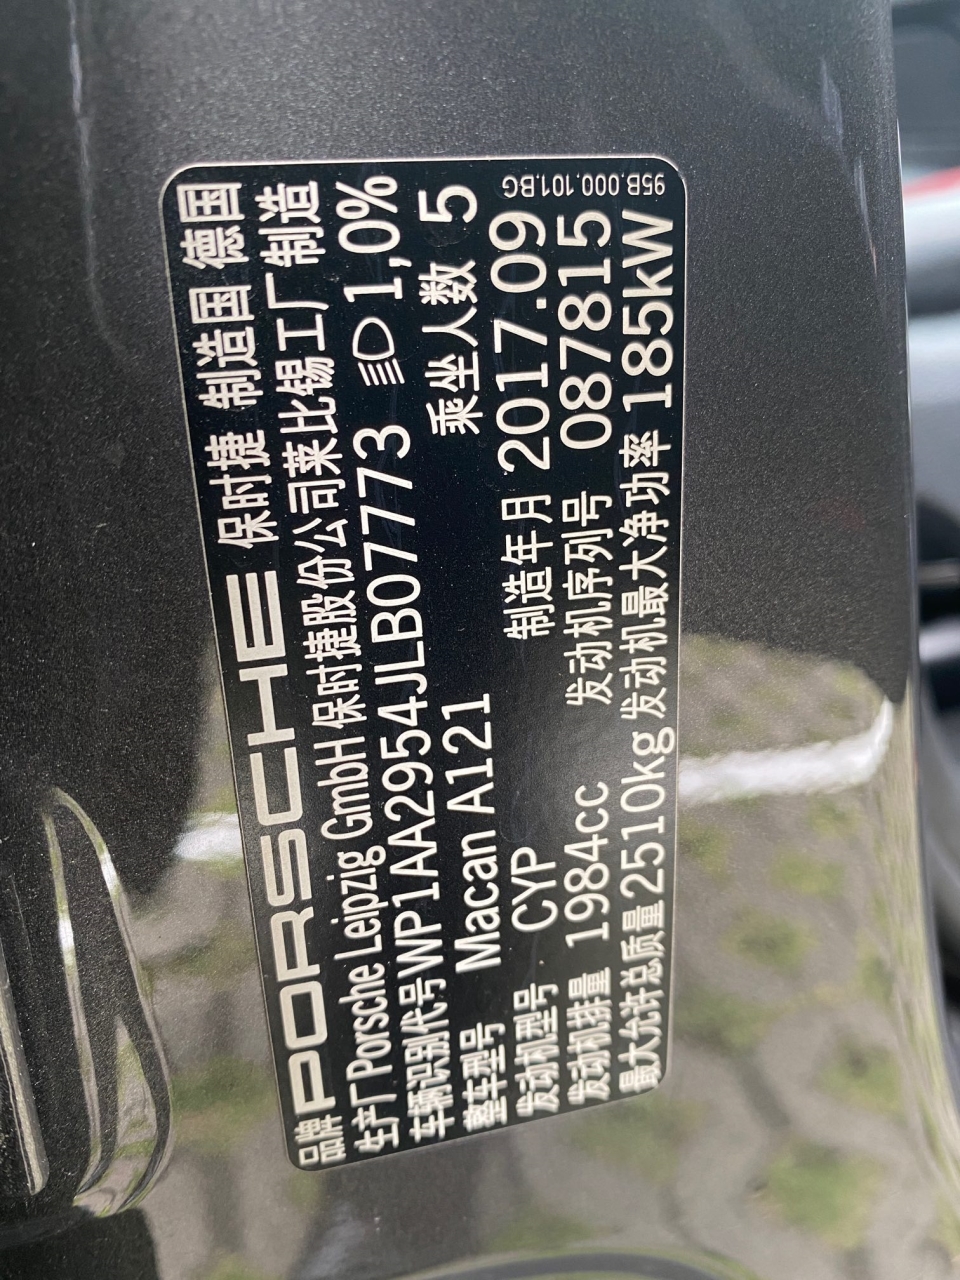 品牌 PORSCHE 保时捷 制造国 德国
生产厂 Porsche Leipzig GmbH 保时捷股份公司莱比锡工厂制造
车辆识别代号 WP1AA2954JLB07773 1,0%
整车型号 Macan A121 乘坐人数 5
发动机型号 CYP 制造年月 2017.09
发动机排量 1984cc 发动机序列号 087815
最大允许总质量 2510kg 发动机最大净功率 185kW
95B.000.101.BG